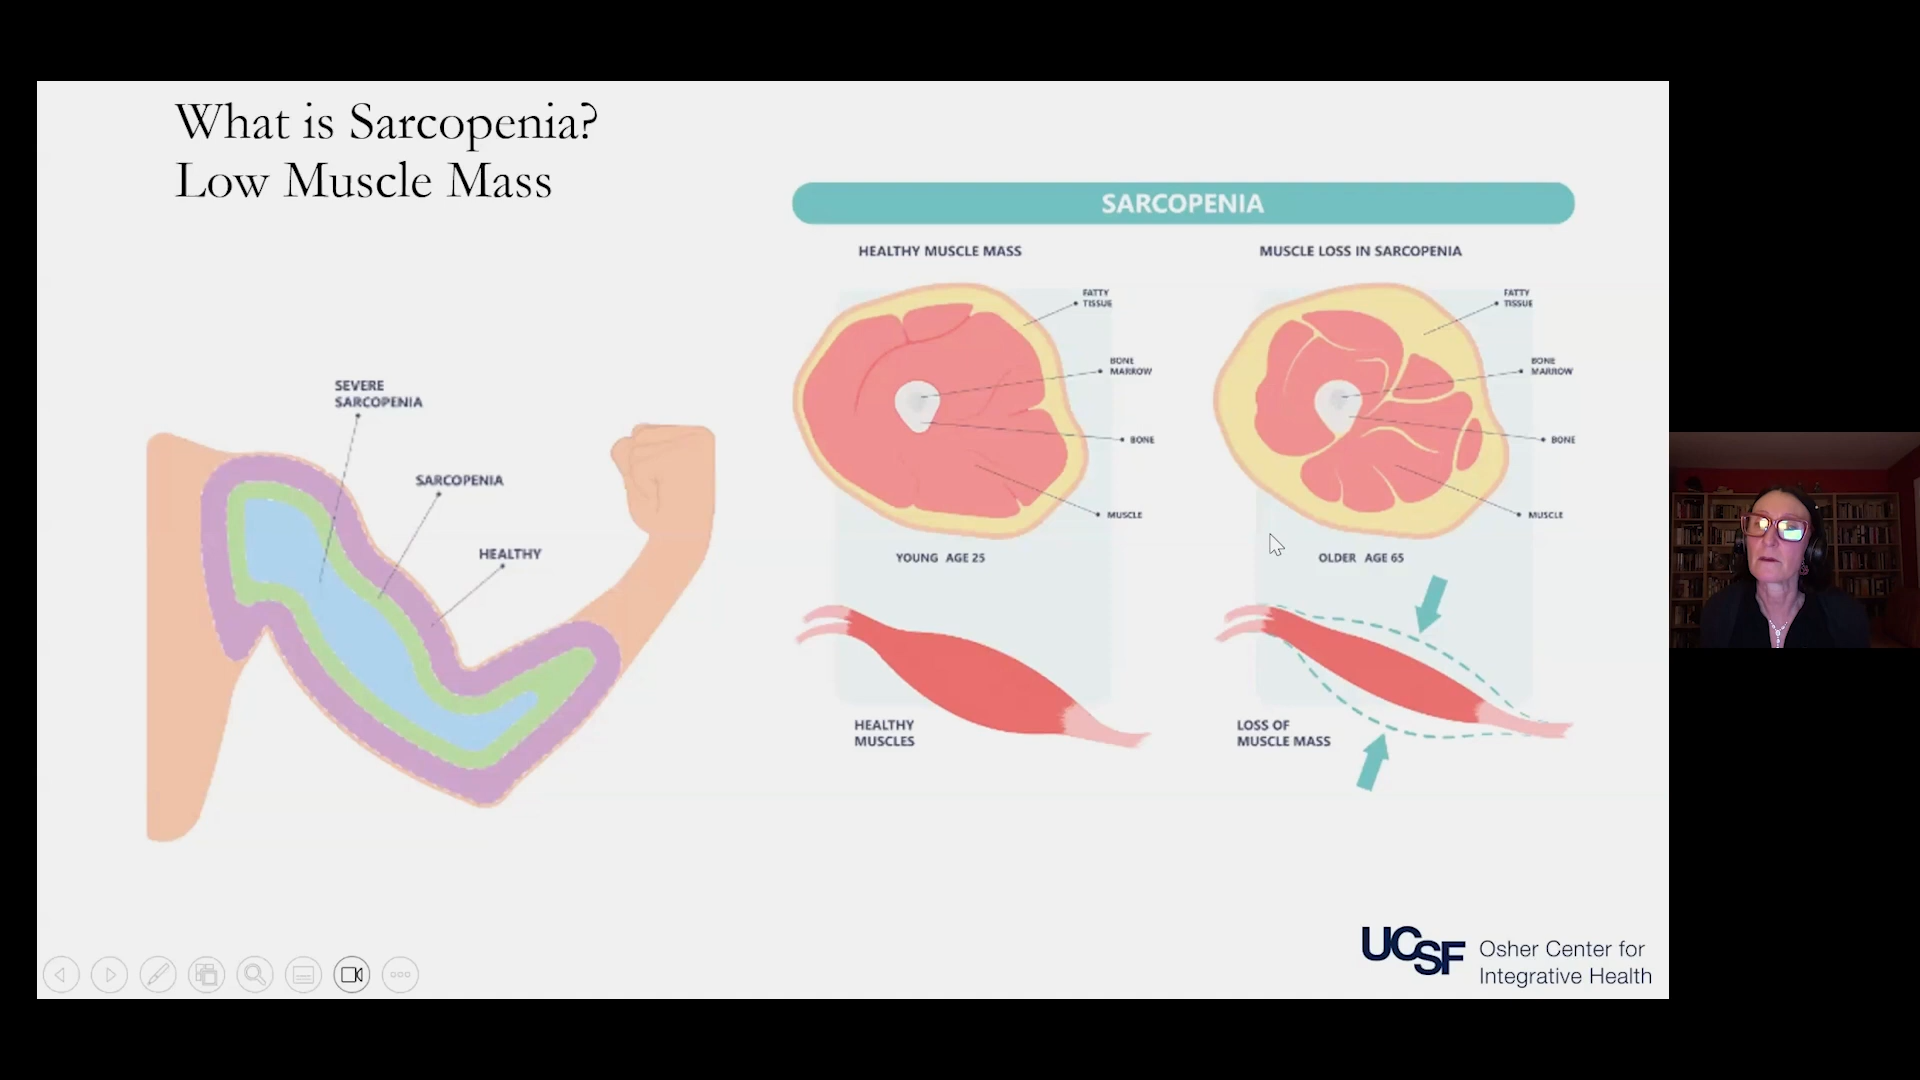 What is Sarcopenia?
Low Muscle Mass
SEVERE
SARCOPENIA
SARCOPENIA
HEALTHY
SARCOPENIA
HEALTHY MUSCLE MASS
FATTY
TISSUE
BONE
MARROW
BONE
MUSCLE
YOUNG AGE 25
HEALTHY
MUSCLES
MUSCLE LOSS IN SARCOPENIA
FATTY
TISSUE
BONE
MARROW
BONE
MUSCLE
OLDER AGE 65
LOSS OF
MUSCLE MASS
UCSF
Osher Center for
Integrative Health